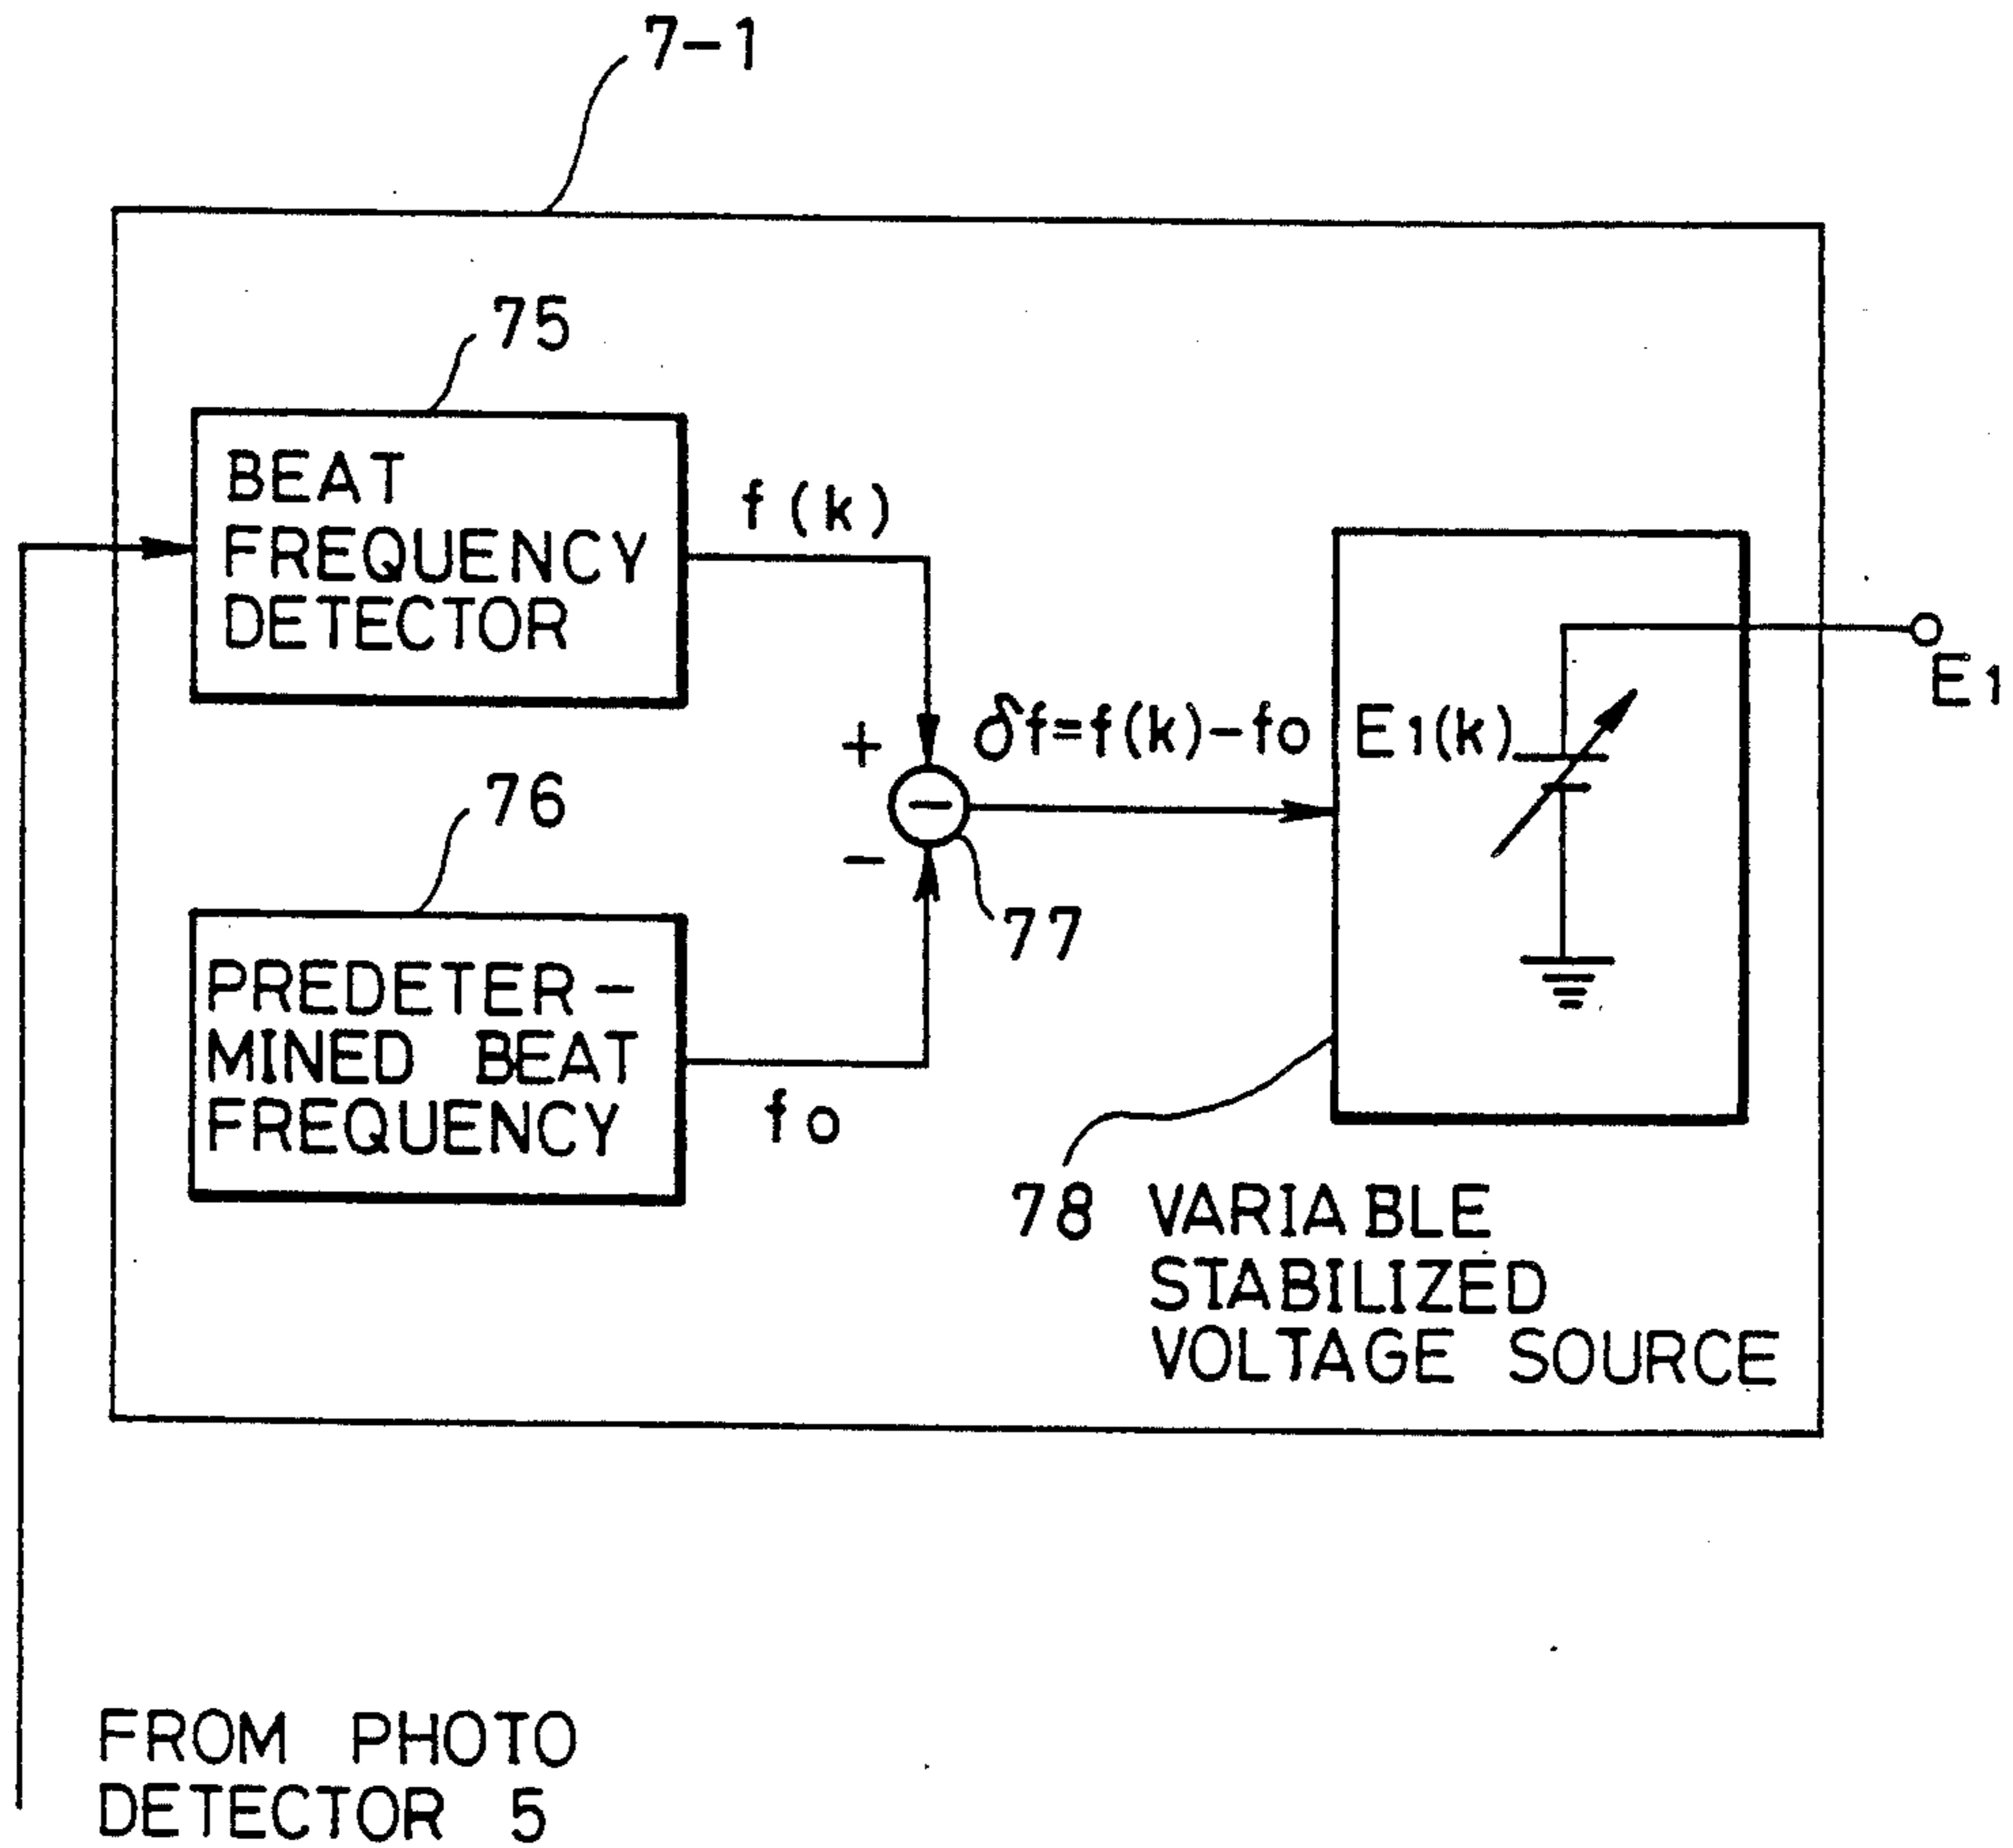 7-1
75
BEAT
FREQUENCY
DETECTOR
f(k)
76
PREDETER-
MINED BEAT
FREQUENCY
fo
+
-
-
77
δf=f(k)-fo
E1(k)
E1
78 VARIABLE
STABILIZED
VOLTAGE SOURCE
FROM PHOTO
DETECTOR 5